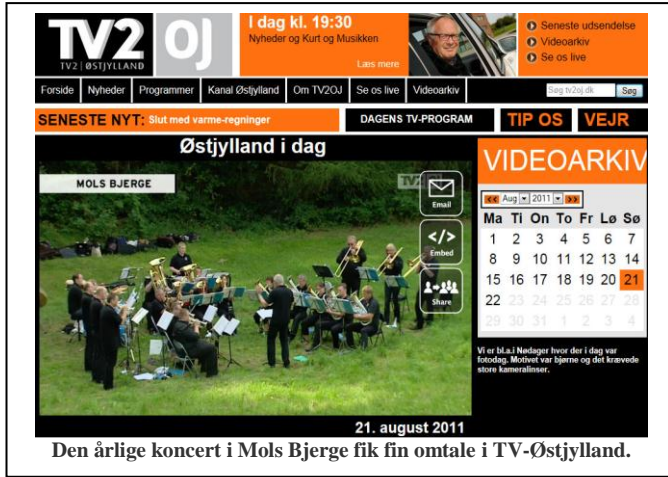 TV2 OJ
TV2 | ØSTJYLLAND
I dag kl. 19:30
Nyheder og Kurt og Musikken
Læs mere
Seneste udsendelse
Videoarkiv
Se os live
Forside Nyheder Programmer Kanal Østjylland Om TV2OJ Se os live Videoarkiv
Søg tv2oj.dk Søg
SENESTE NYT: Slut med varme-regninger
DAGENS TV-PROGRAM
TIP OS
VEJR
Østjylland i dag
MOLS BJERGE
TV2
Email
</>
Embed
Share
21. august 2011
VIDEOARKIV
<< Aug 2011 >>
Ma Ti On To Fr Lø Sø
1 2 3 4 5 6 7
8 9 10 11 12 13 14
15 16 17 18 19 20 21
22 23 24 25 26 27 28
29 30 31 1 2 3 4
Vi er bl.a.i Nødager hvor der i dag var
fotodag. Motivet var bjørne og det krævede
store kameralinser.
Den årlige koncert i Mols Bjerge fik fin omtale i TV-Østjylland.